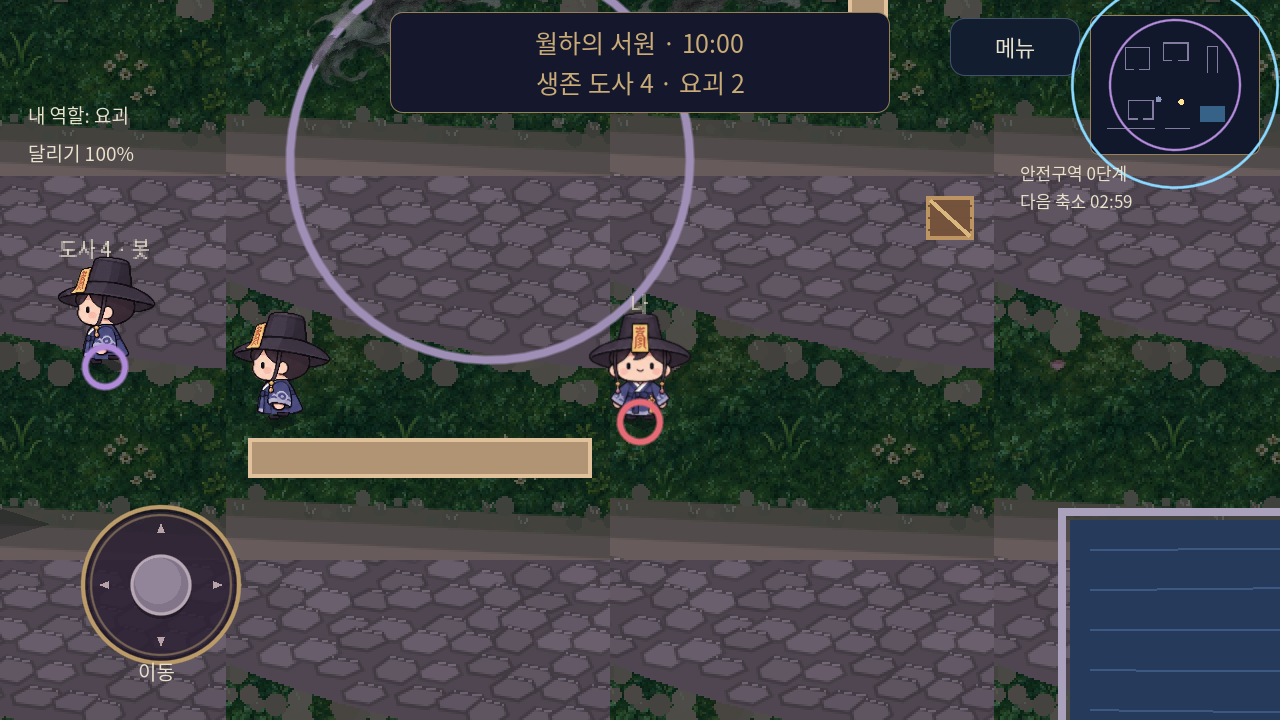 월하의 서원 · 10:00
생존 도사 4 · 요괴 2
메뉴
내 역할: 요괴
달리기 100%
안전구역 0단계
다음 축소 02:59
도사 4 · 봇
나
이동